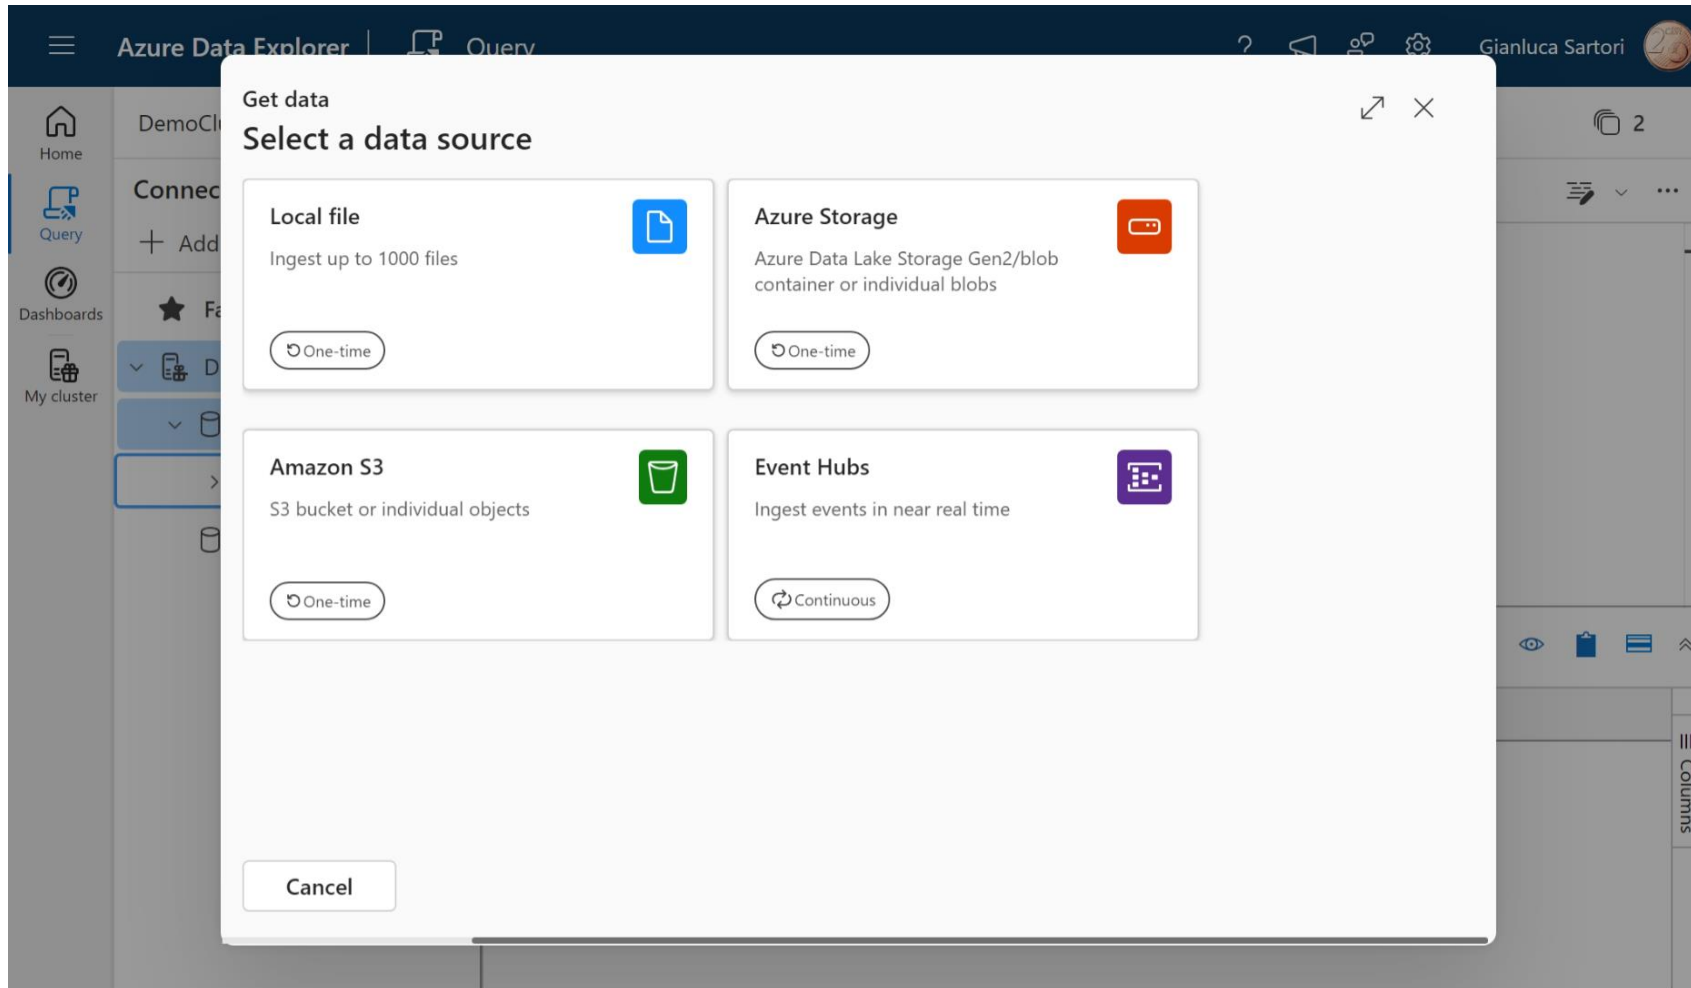 Azure Data Explorer
Query
Gianluca Sartori
Home
Query
Dashboards
My cluster
DemoClu
2
Connec
Add
Fa
D
Get data
Select a data source
Local file
Ingest up to 1000 files
One-time
Azure Storage
Azure Data Lake Storage Gen2/blob
container or individual blobs
One-time
Amazon S3
S3 bucket or individual objects
One-time
Event Hubs
Ingest events in near real time
Continuous
Cancel
Columns